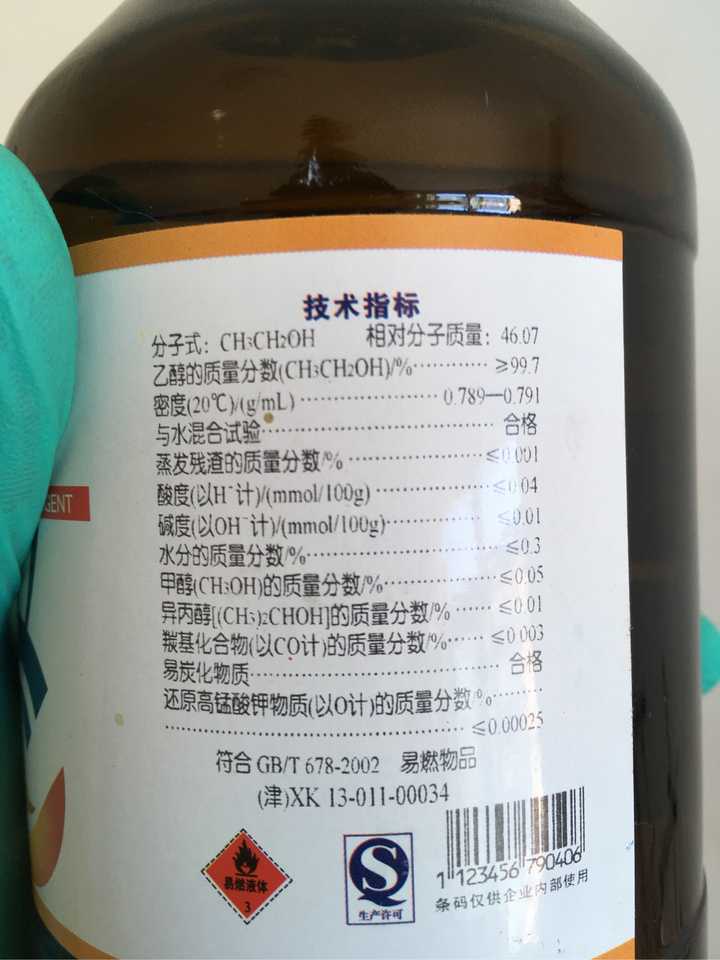 技术指标
分子式：CH3CH2OH 相对分子质量：46.07
乙醇的质量分数(CH3CH2OH)/%············≥99.7
密度(20℃)/(g/mL)······················0.789—0.791
与水混合试验······································合格
蒸发残渣的质量分数/%······················≤0.001
酸度(以H⁻计)/(mmol/100g)··················≤0.04
碱度(以OH⁻计)/(mmol/100g)·················≤0.01
水分的质量分数/%······························≤0.3
甲醇(CH3OH)的质量分数/%·················≤0.05
异丙醇[(CH3)2CHOH]的质量分数/%······≤0.01
羰基化合物(以CO计)的质量分数/%······≤0.003
易炭化物质········································合格
还原高锰酸钾物质(以O计)的质量分数/%·········
················································≤0.00025
符合 GB/T 678-2002 易燃物品
(津)XK 13-011-00034
易燃液体
3
S
生产许可
1 123456 790406
条码仅供企业内部使用
GENT